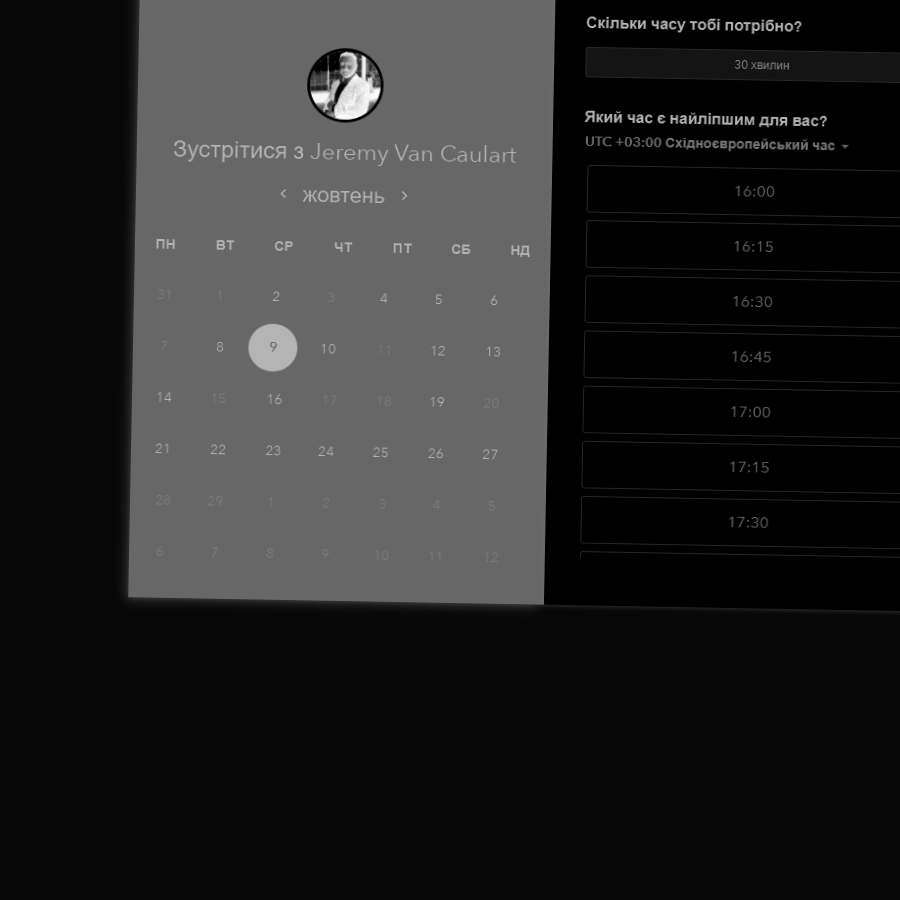 Зустрітися з Jeremy Van Caulart
< жовтень >
ПН ВТ СР ЧТ ПТ СБ НД
31 1 2 3 4 5 6
7 8 9 10 11 12 13
14 15 16 17 18 19 20
21 22 23 24 25 26 27
28 29 1 2 3 4 5
6 7 8 9 10 11 12
Скільки часу тобі потрібно?
30 хвилин
Який час є найліпшим для вас?
UTC +03:00 Східноєвропейський час
16:00
16:15
16:30
16:45
17:00
17:15
17:30